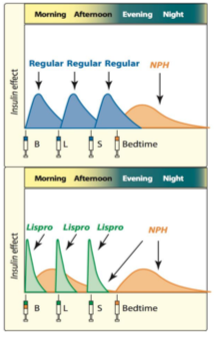 Morning Afternoon Evening Night
Regular Regular Regular NPH
Insulin effect
B L S Bedtime
Morning Afternoon Evening Night
Lispro Lispro Lispro NPH
Insulin effect
B L S Bedtime